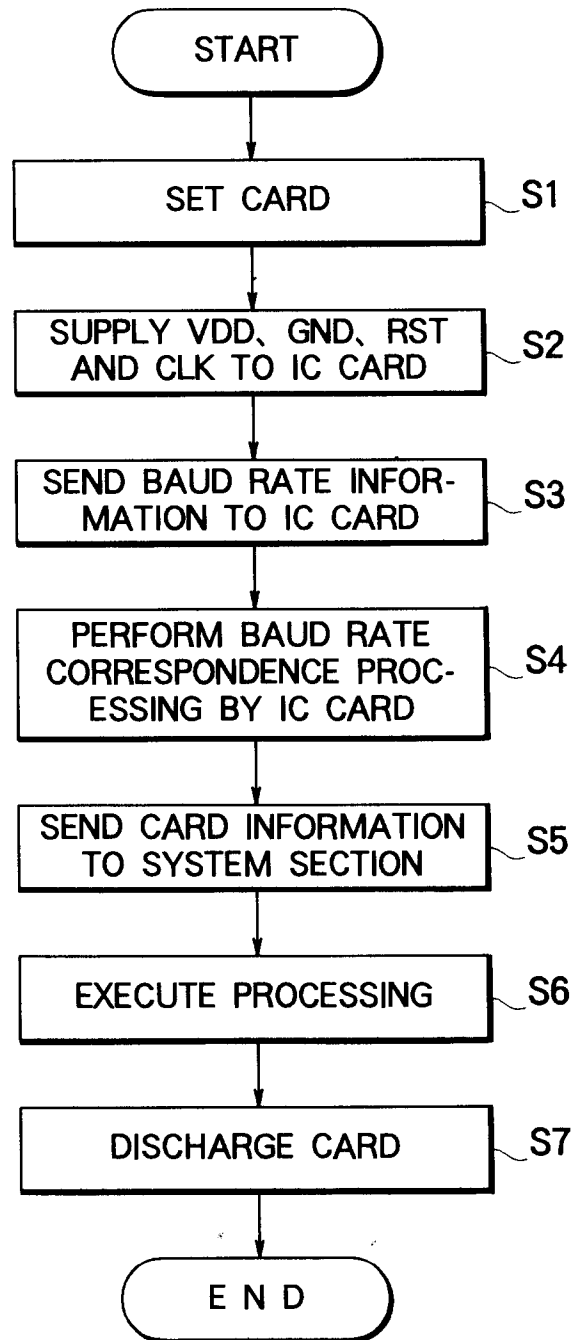 START
SET CARD
S1
SUPPLY VDD、GND、RST
AND CLK TO IC CARD
S2
SEND BAUD RATE INFOR-
MATION TO IC CARD
S3
PERFORM BAUD RATE
CORRESPONDENCE PROC-
ESSING BY IC CARD
S4
SEND CARD INFORMATION
TO SYSTEM SECTION
S5
EXECUTE PROCESSING
S6
DISCHARGE CARD
S7
E N D